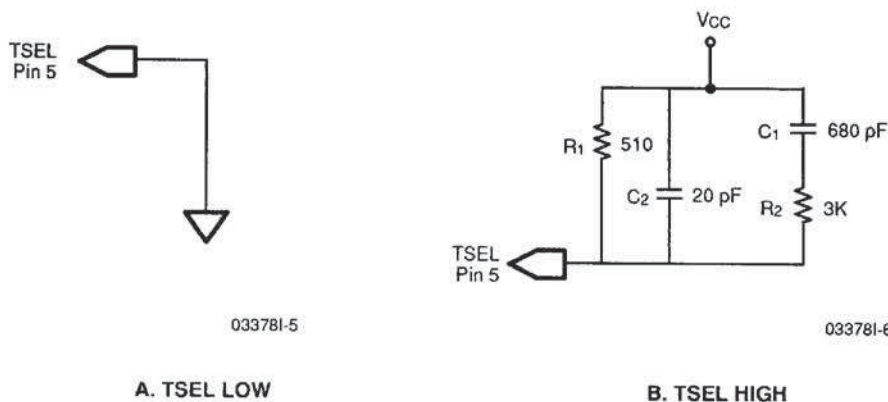 TSEL
Pin 5
03378I-5
A. TSEL LOW
VCC
R1
510
C2
20 pF
C1
680 pF
R2
3K
TSEL
Pin 5
03378I-6
B. TSEL HIGH